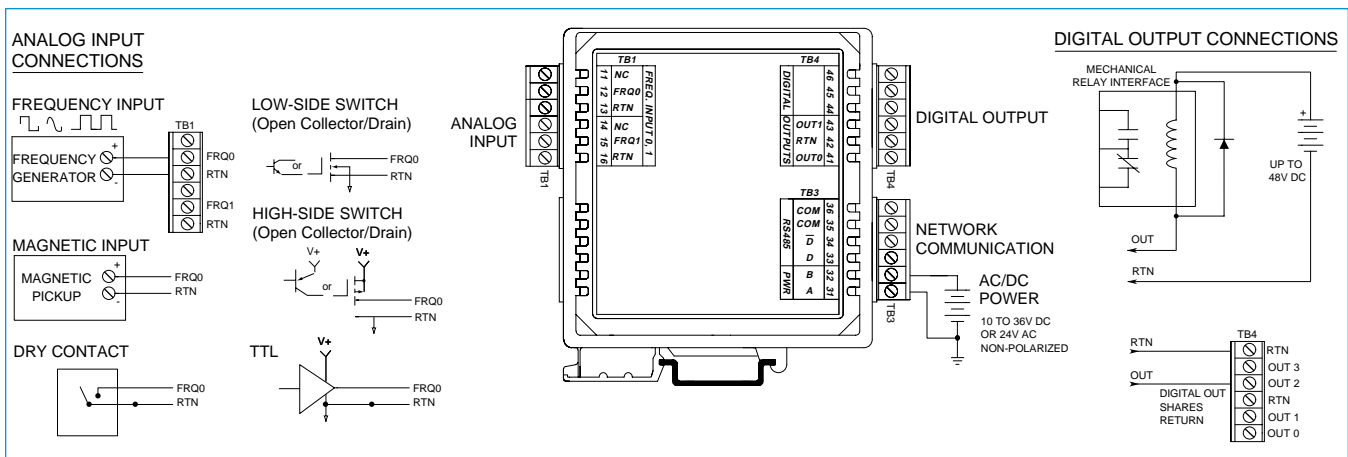 ANALOG INPUT
CONNECTIONS
FREQUENCY INPUT
TB1
+
FREQUENCY
GENERATOR
-
FRQ0
RTN
FRQ1
RTN
MAGNETIC INPUT
+
MAGNETIC
PICKUP
-
FRQ0
RTN
DRY CONTACT
FRQ0
RTN
LOW-SIDE SWITCH
(Open Collector/Drain)
or
FRQ0
RTN
HIGH-SIDE SWITCH
(Open Collector/Drain)
V+
V+
or
FRQ0
RTN
TTL
V+
FRQ0
RTN
ANALOG
INPUT
TB1
TB1
11 NC
12 FRQ0
13 RTN
14 NC
15 FRQ1
16 RTN
FREQ. INPUT 0, 1
TB4
DIGITAL OUTPUTS
46
45
44
OUT1 43
RTN 42
OUT0 41
TB4
DIGITAL OUTPUT
TB3
RS485
COM 36
COM 35
D 34
D 33
PWR
B 32
A 31
TB3
NETWORK
COMMUNICATION
AC/DC
POWER
10 TO 36V DC
OR 24V AC
NON-POLARIZED
DIGITAL OUTPUT CONNECTIONS
MECHANICAL
RELAY INTERFACE
+
UP TO
48V DC
OUT
RTN
RTN
OUT
DIGITAL OUT
SHARES
RETURN
TB4
RTN
OUT 3
OUT 2
RTN
OUT 1
OUT 0